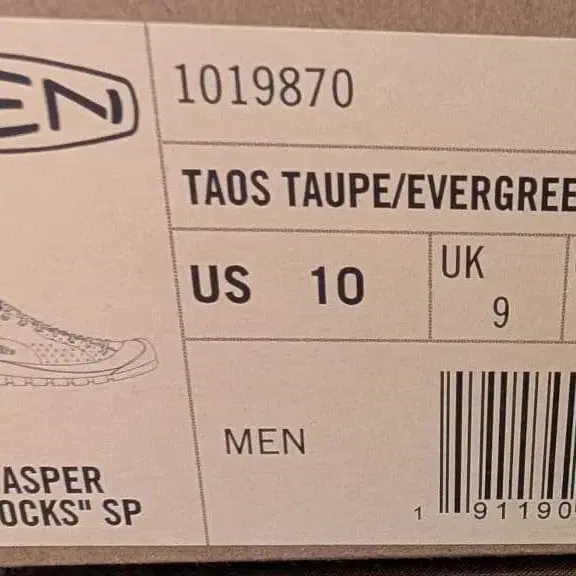 EN
1019870
TAOS TAUPE/EVERGREE
US 10
UK
9
MEN
ASPER
OCKS" SP
1 91190